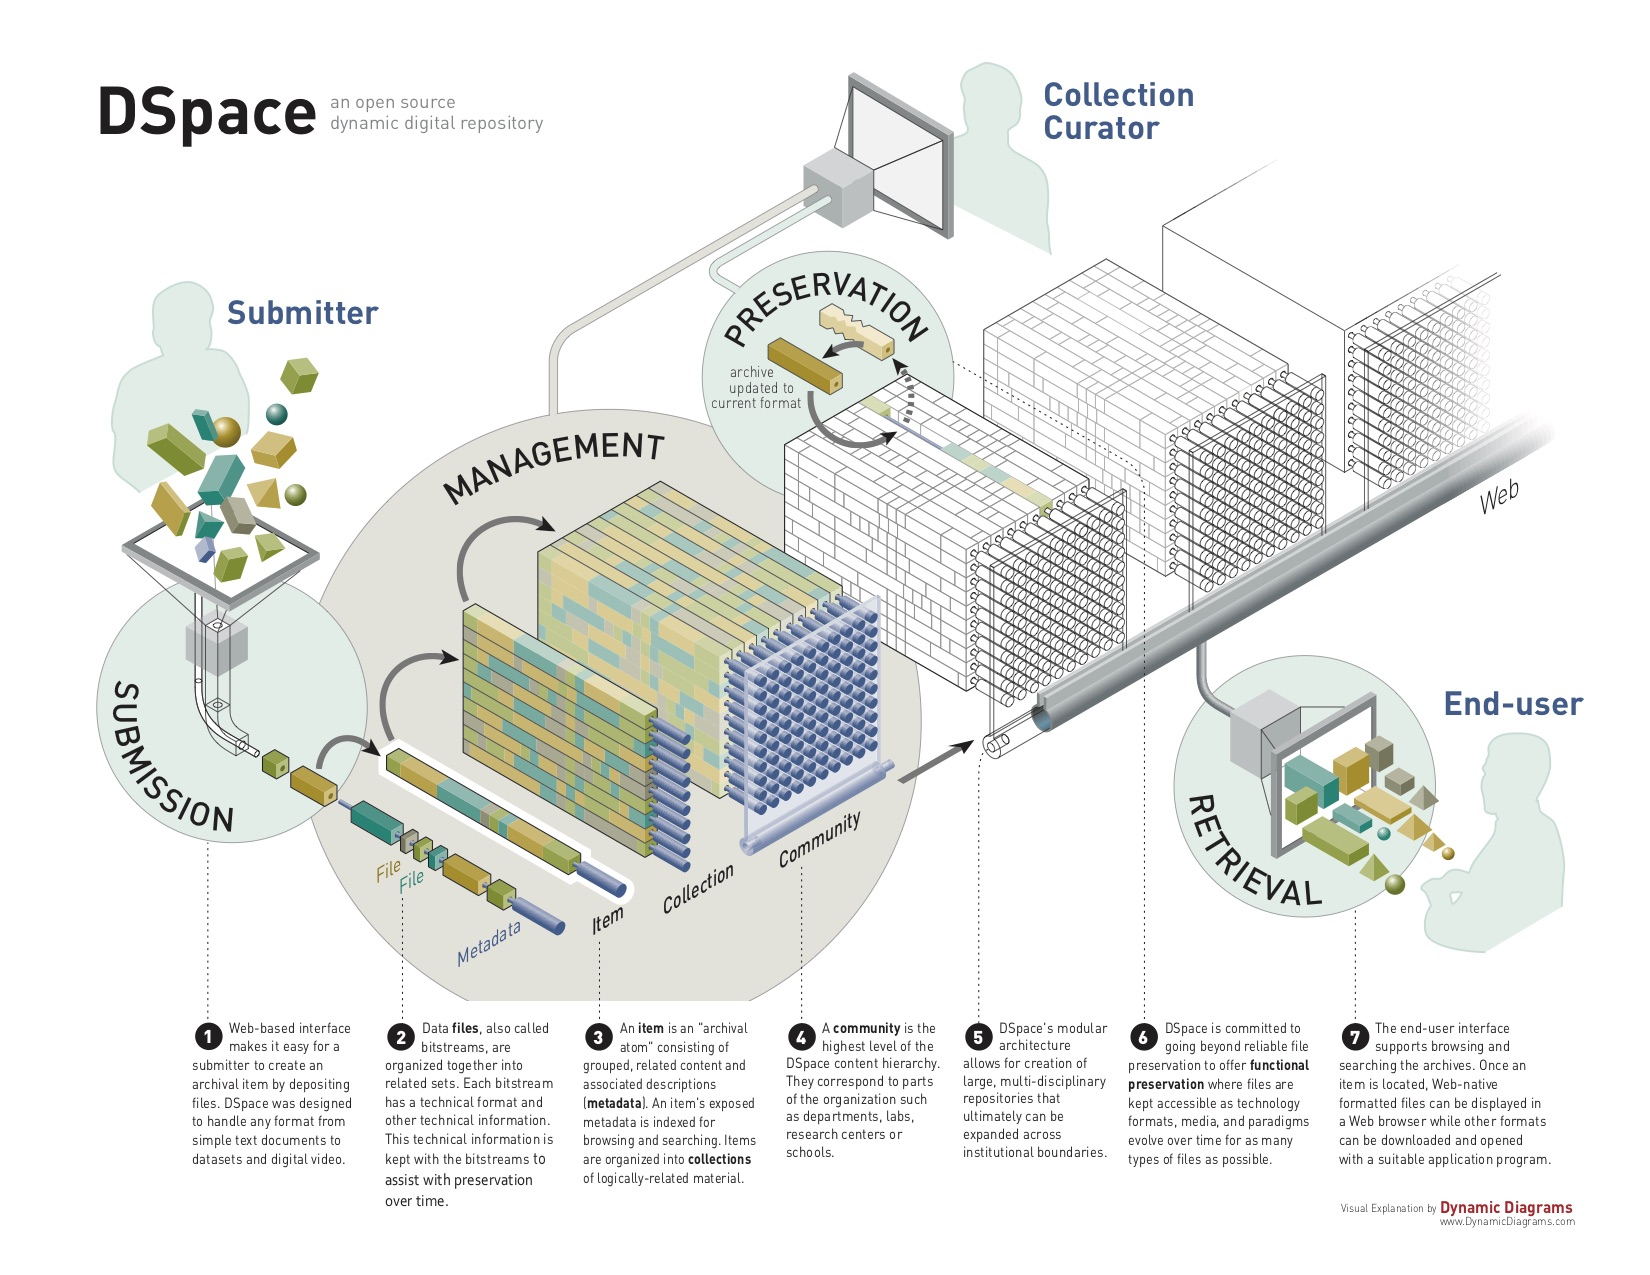 DSpace
an open source
dynamic digital repository
Collection
Curator
Submitter
PRESERVATION
archive
updated to
current format
MANAGEMENT
Web
SUBMISSION
End-user
RETRIEVAL
File
File
Metadata
Item
Collection
Community
1 Web-based interface
makes it easy for a
submitter to create an
archival item by depositing
files. DSpace was designed
to handle any format from
simple text documents to
datasets and digital video.
2 Data files, also called
bitstreams, are
organized together into
related sets. Each bitstream
has a technical format and
other technical information.
This technical information is
kept with the bitstreams to
assist with preservation
over time.
3 An item is an "archival
atom" consisting of
grouped, related content and
associated descriptions
(metadata). An item's exposed
metadata is indexed for
browsing and searching. Items
are organized into collections
of logically-related material.
4 A community is the
highest level of the
DSpace content hierarchy.
They correspond to parts
of the organization such
as departments, labs,
research centers or
schools.
5 DSpace's modular
architecture
allows for creation of
large, multi-disciplinary
repositories that
ultimately can be
expanded across
institutional boundaries.
6 DSpace is committed to
going beyond reliable file
preservation to offer functional
preservation where files are
kept accessible as technology
formats, media, and paradigms
evolve over time for as many
types of files as possible.
7 The end-user interface
supports browsing and
searching the archives. Once an
item is located, Web-native
formatted files can be displayed in
a Web browser while other formats
can be downloaded and opened
with a suitable application program.
Visual Explanation by Dynamic Diagrams
www.DynamicDiagrams.com